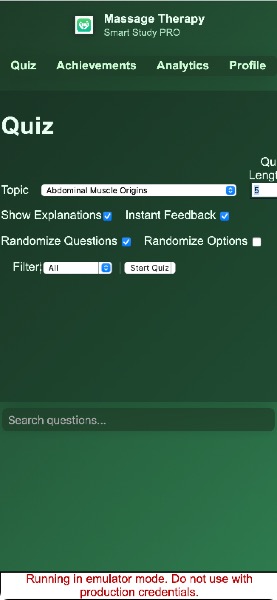 Massage Therapy
Smart Study PRO
Quiz Achievements Analytics Profile
Quiz
Qu
Topic Abdominal Muscle Origins Leng
5
Show Explanations Instant Feedback
Randomize Questions Randomize Options
Filter: All Start Quiz
Search questions...
Running in emulator mode. Do not use with
production credentials.